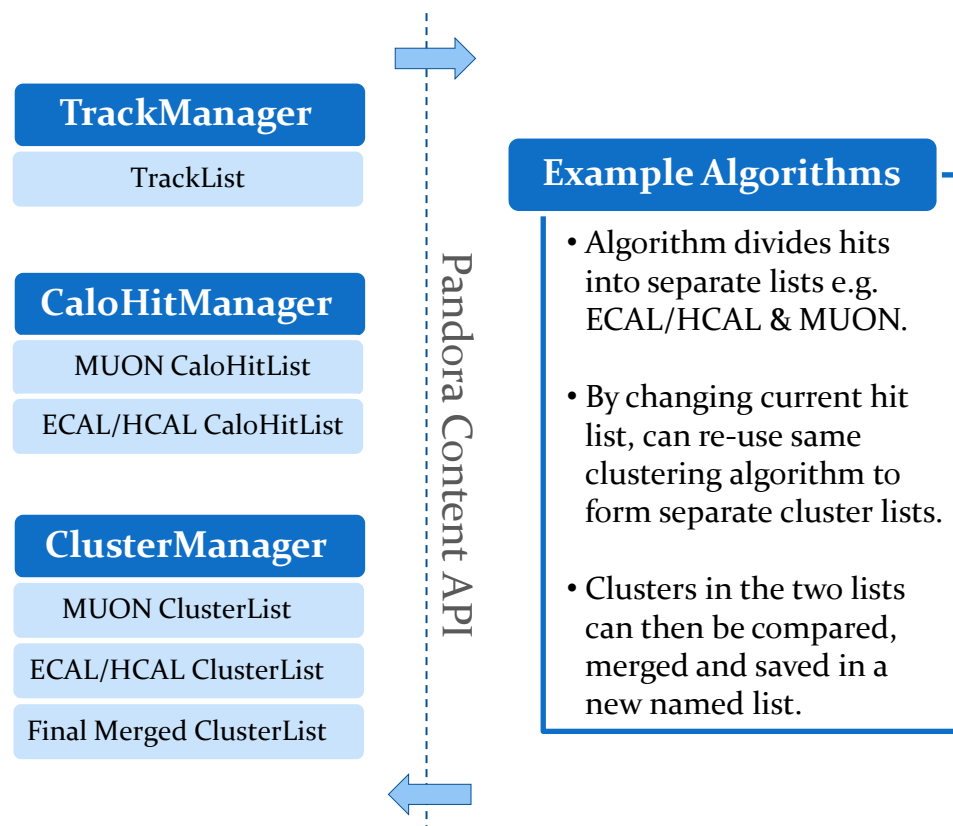 TrackManager
TrackList
CaloHitManager
MUON CaloHitList
ECAL/HCAL CaloHitList
ClusterManager
MUON ClusterList
ECAL/HCAL ClusterList
Final Merged ClusterList
Pandora Content API
Example Algorithms
• Algorithm divides hits
into separate lists e.g.
ECAL/HCAL & MUON.
• By changing current hit
list, can re-use same
clustering algorithm to
form separate cluster lists.
• Clusters in the two lists
can then be compared,
merged and saved in a
new named list.